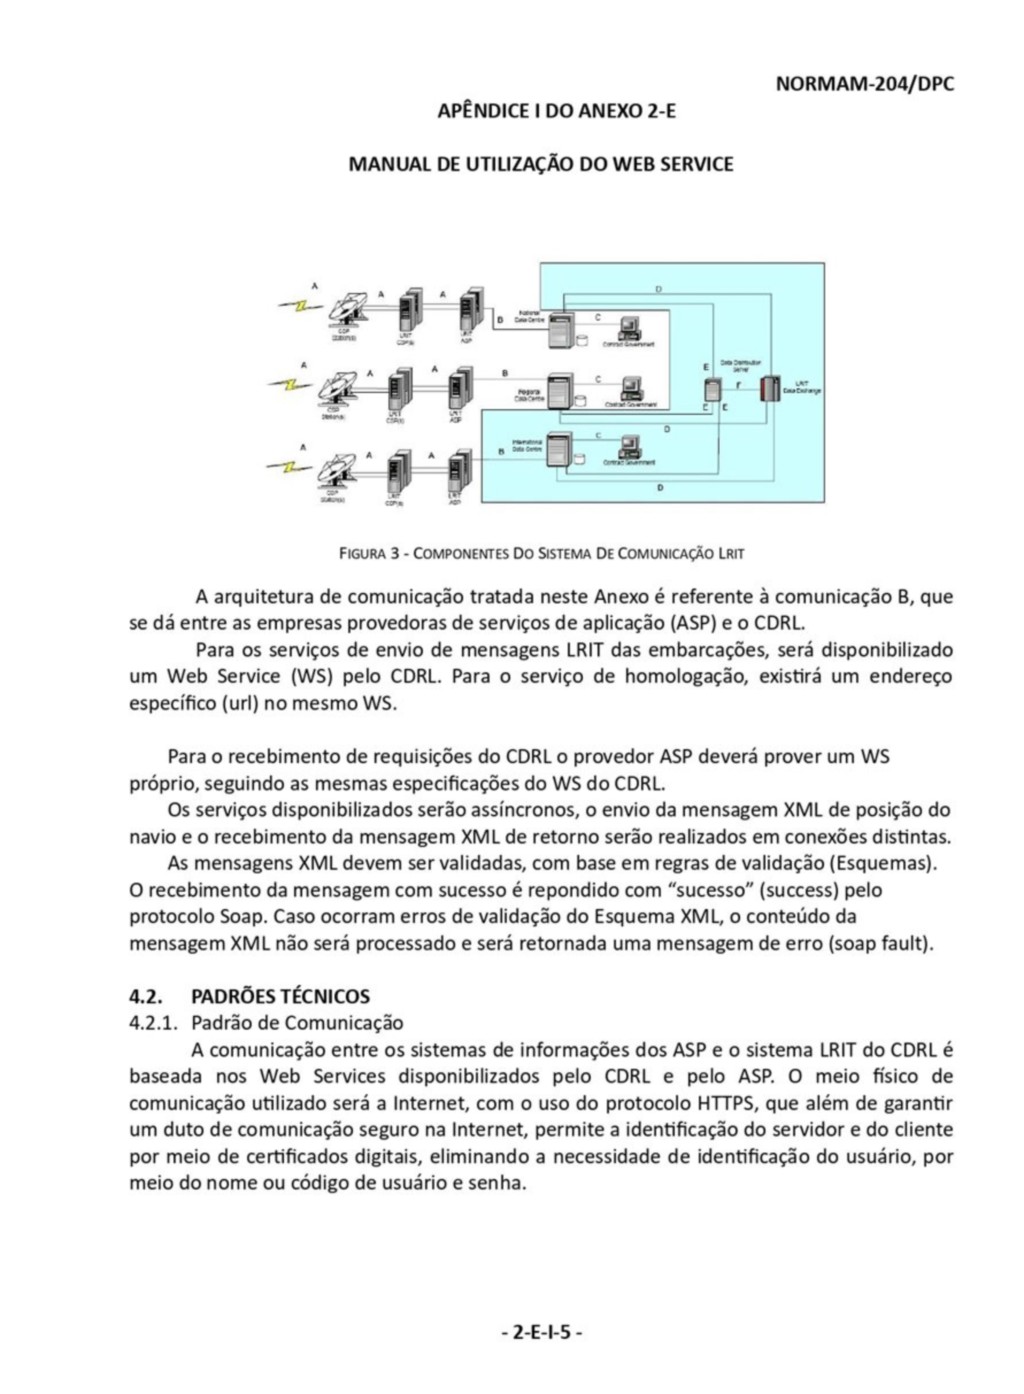 NORMAM-204/DPC
APÊNDICE I DO ANEXO 2-E
MANUAL DE UTILIZAÇÃO DO WEB SERVICE
A
A
A
B
National
Data Centre
C
Contract Government
D
CSP
Station(s)
LRIT
CSP(s)
LRIT
ASP
E
Data Distribution
Server
F
LRIT
Data Exchange
A
A
A
B
Regional
Data Centre
C
Contract Government
E
E
D
CSP
Station(s)
LRIT
CSP(s)
LRIT
ASP
A
A
A
B
International
Data Centre
C
Contract Government
D
CSP
Station(s)
LRIT
CSP(s)
LRIT
ASP
FIGURA 3 - COMPONENTES DO SISTEMA DE COMUNICAÇÃO LRIT
A arquitetura de comunicação tratada neste Anexo é referente à comunicação B, que
se dá entre as empresas provedoras de serviços de aplicação (ASP) e o CDRL.
Para os serviços de envio de mensagens LRIT das embarcações, será disponibilizado
um Web Service (WS) pelo CDRL. Para o serviço de homologação, existirá um endereço
específico (url) no mesmo WS.
Para o recebimento de requisições do CDRL o provedor ASP deverá prover um WS
próprio, seguindo as mesmas especificações do WS do CDRL.
Os serviços disponibilizados serão assíncronos, o envio da mensagem XML de posição do
navio e o recebimento da mensagem XML de retorno serão realizados em conexões distintas.
As mensagens XML devem ser validadas, com base em regras de validação (Esquemas).
O recebimento da mensagem com sucesso é repondido com “sucesso” (success) pelo
protocolo Soap. Caso ocorram erros de validação do Esquema XML, o conteúdo da
mensagem XML não será processado e será retornada uma mensagem de erro (soap fault).
4.2. PADRÕES TÉCNICOS
4.2.1. Padrão de Comunicação
A comunicação entre os sistemas de informações dos ASP e o sistema LRIT do CDRL é
baseada nos Web Services disponibilizados pelo CDRL e pelo ASP. O meio físico de
comunicação utilizado será a Internet, com o uso do protocolo HTTPS, que além de garantir
um duto de comunicação seguro na Internet, permite a identificação do servidor e do cliente
por meio de certificados digitais, eliminando a necessidade de identificação do usuário, por
meio do nome ou código de usuário e senha.
- 2-E-I-5 -